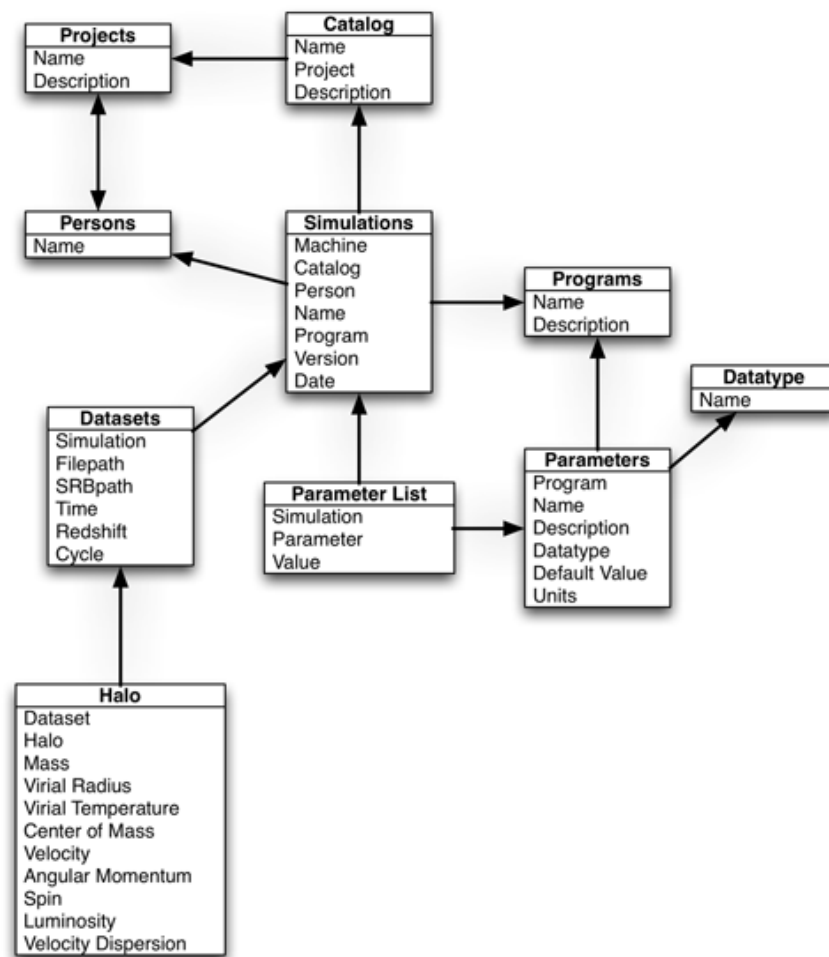 Projects
Name
Description
Catalog
Name
Project
Description
Persons
Name
Simulations
Machine
Catalog
Person
Name
Program
Version
Date
Programs
Name
Description
Datatype
Name
Datasets
Simulation
Filepath
SRBpath
Time
Redshift
Cycle
Parameter List
Simulation
Parameter
Value
Parameters
Program
Name
Description
Datatype
Default Value
Units
Halo
Dataset
Halo
Mass
Virial Radius
Virial Temperature
Center of Mass
Velocity
Angular Momentum
Spin
Luminosity
Velocity Dispersion